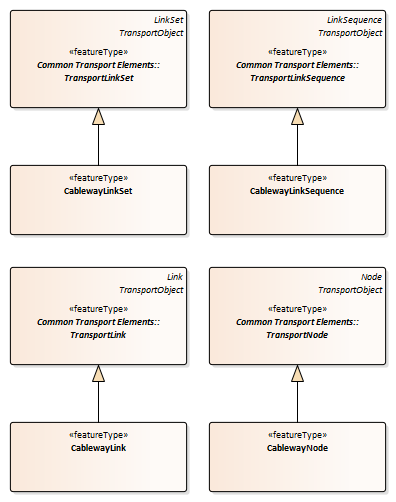 LinkSet
TransportObject
«featureType»
Common Transport Elements::
TransportLinkSet
LinkSequence
TransportObject
«featureType»
Common Transport Elements::
TransportLinkSequence
«featureType»
CablewayLinkSet
«featureType»
CablewayLinkSequence
Link
TransportObject
«featureType»
Common Transport Elements::
TransportLink
Node
TransportObject
«featureType»
Common Transport Elements::
TransportNode
«featureType»
CablewayLink
«featureType»
CablewayNode